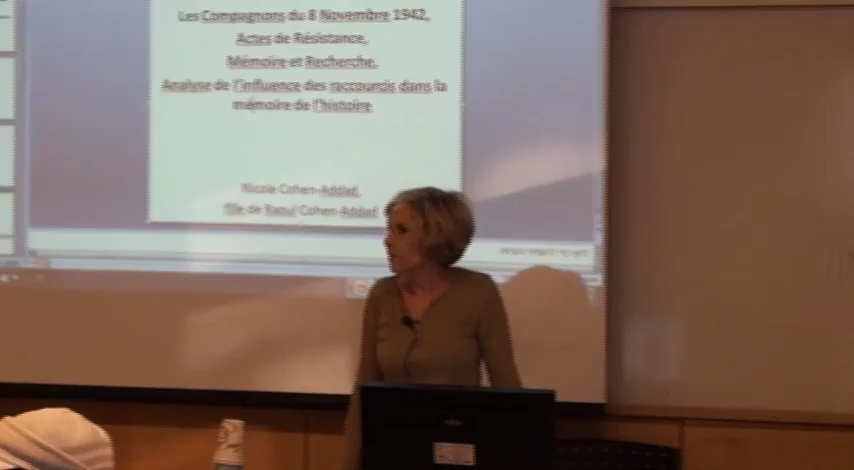 Les Compagnons du 8 Novembre 1942,
Actes de Résistance,
Mémoire et Recherche,
Analyse de l'influence des raccourcis dans la
mémoire de l'histoire
Nicole Cohen-Addad,
fille de Raoul Cohen-Addad